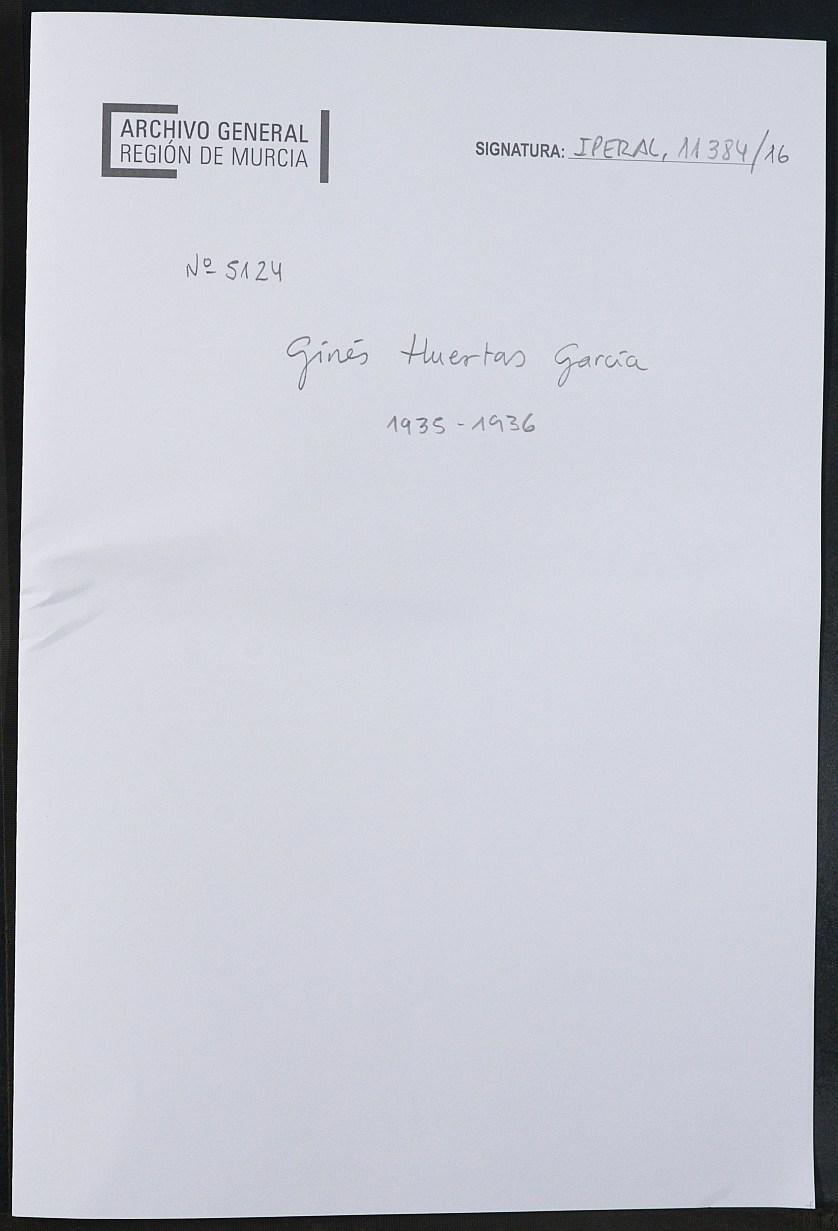 ARCHIVO GENERAL
REGIÓN DE MURCIA
SIGNATURA: IPERAL, 11384/16
Nº 5124
Ginés Huertas García
1935-1936